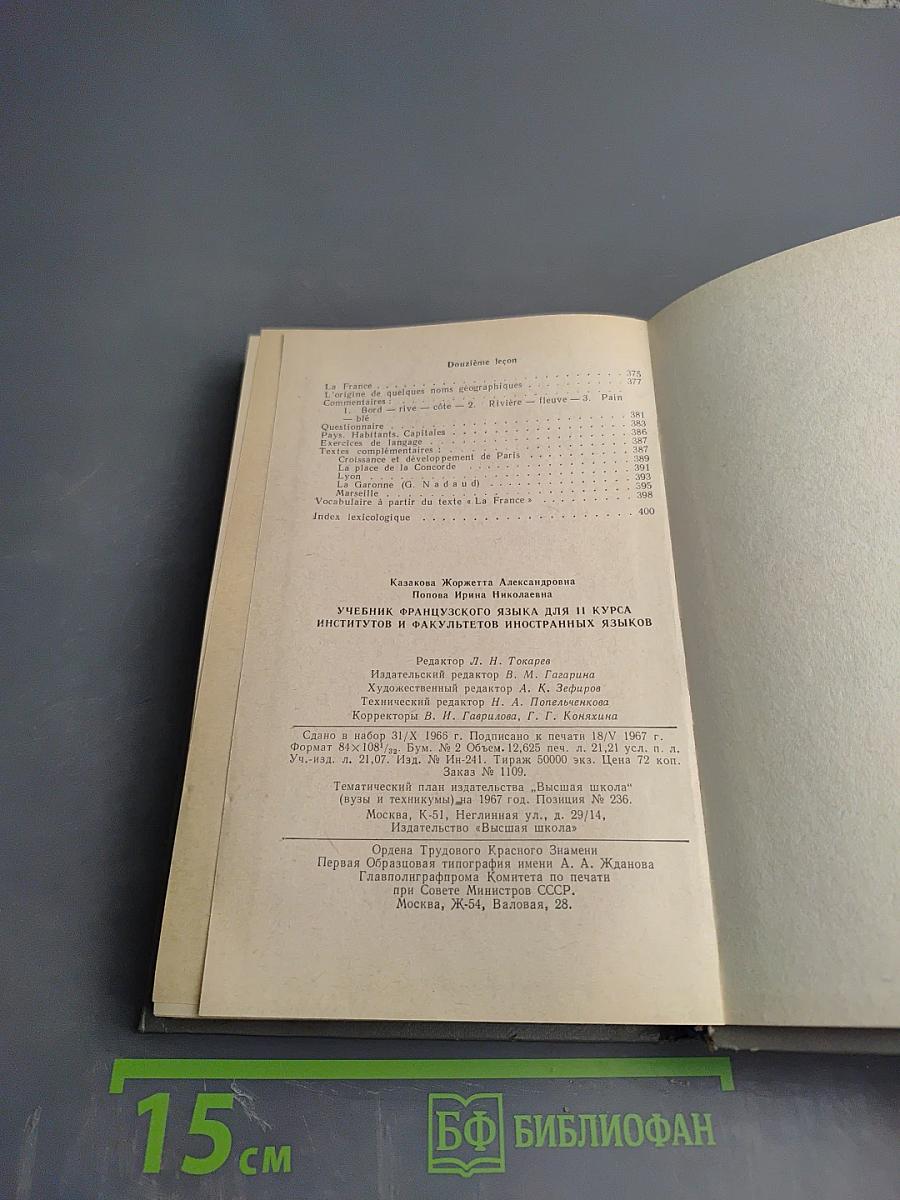 Douzième leçon
La France . . . . . . . . . . . . . . . . . . . . . . . . 375
L'origine de quelques noms géographiques . . . . . . . . . 377
Commentaires :
1. Bord — rive — côte — 2. Rivière — fleuve — 3. Pain
— blé . . . . . . . . . . . . . . . . . . . . . . . . 381
Questionnaire . . . . . . . . . . . . . . . . . . . . . . 383
Pays. Habitants. Capitales . . . . . . . . . . . . . . . . 386
Exercices de langage . . . . . . . . . . . . . . . . . . . 387
Textes complémentaires : . . . . . . . . . . . . . . . . . 387
Croissance et développement de Paris . . . . . . . . . 389
La place de la Concorde . . . . . . . . . . . . . . . 391
Lyon . . . . . . . . . . . . . . . . . . . . . . . . 393
La Garonne (G. Nadaud) . . . . . . . . . . . . . . . . 395
Marseille . . . . . . . . . . . . . . . . . . . . . . 398
Vocabulaire à partir du texte « La France » . . . . . . . .
Index lexicologique . . . . . . . . . . . . . . . . . . . 400
Казакова Жоржетта Александровна
Попова Ирина Николаевна
УЧЕБНИК ФРАНЦУЗСКОГО ЯЗЫКА ДЛЯ II КУРСА
ИНСТИТУТОВ И ФАКУЛЬТЕТОВ ИНОСТРАННЫХ ЯЗЫКОВ
Редактор Л. Н. Токарев
Издательский редактор В. М. Гагарина
Художественный редактор А. К. Зефиров
Технический редактор Н. А. Попельченкова
Корректоры В. И. Гаврилова, Г. Г. Коняхина
Сдано в набор 31/X 1966 г. Подписано к печати 18/V 1967 г.
Формат 84×108¹/₃₂. Бум. № 2 Объем. 12,625 печ. л. 21,21 усл. п. л.
Уч.-изд. л. 21,07. Изд. № Ин-241. Тираж 50000 экз. Цена 72 коп.
Заказ № 1109.
Тематический план издательства „Высшая школа"
(вузы и техникумы) на 1967 год. Позиция № 236.
Москва, К-51, Неглинная ул., д. 29/14,
Издательство «Высшая школа»
Ордена Трудового Красного Знамени
Первая Образцовая типография имени А. А. Жданова
Главполиграфпрома Комитета по печати
при Совете Министров СССР.
Москва, Ж-54, Валовая, 28.
15 см
БФ БИБЛИОФАН